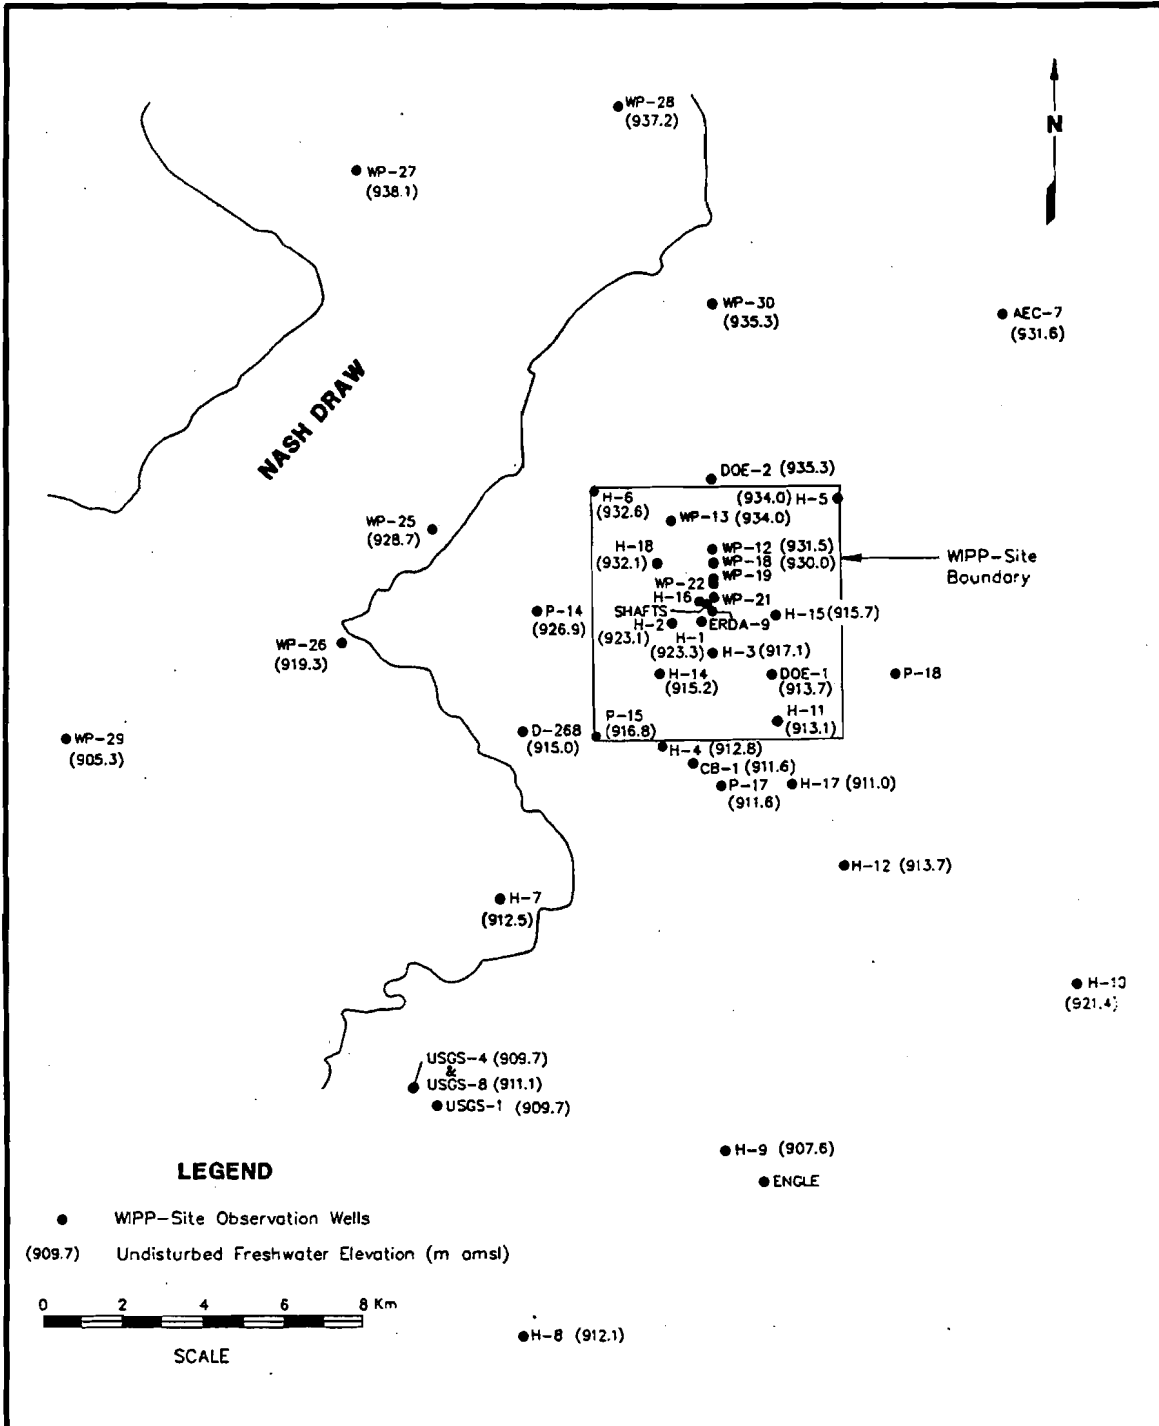 WP-28
(937.2)
N
WP-27
(938.1)
WP-30
(935.3)
AEC-7
(931.6)
NASH DRAW
DOE-2 (935.3)
H-6
(932.6)
(934.0) H-5
WP-13 (934.0)
WP-25
(928.7)
H-18
(932.1)
WP-12 (931.5)
WP-18 (930.0)
WP-19
WP-22
WIPP-Site
Boundary
H-16
WP-21
SHAFTS
P-14
(926.9)
H-15 (915.7)
H-2
(923.1)
ERDA-9
H-1
(923.3)
WP-26
(919.3)
H-3 (917.1)
H-14
(915.2)
DOE-1
(913.7)
P-18
H-11
(913.1)
P-15
(916.8)
D-268
(915.0)
WP-29
(905.3)
H-4 (912.8)
CB-1 (911.6)
P-17
(911.6)
H-17 (911.0)
H-12 (913.7)
H-7
(912.5)
H-10
(921.4)
USGS-4 (909.7)
&
USGS-8 (911.1)
USGS-1 (909.7)
H-9 (907.6)
ENGLE
LEGEND
WIPP-Site Observation Wells
(909.7) Undisturbed Freshwater Elevation (m amsl)
0 2 4 6 8 Km
SCALE
H-8 (912.1)